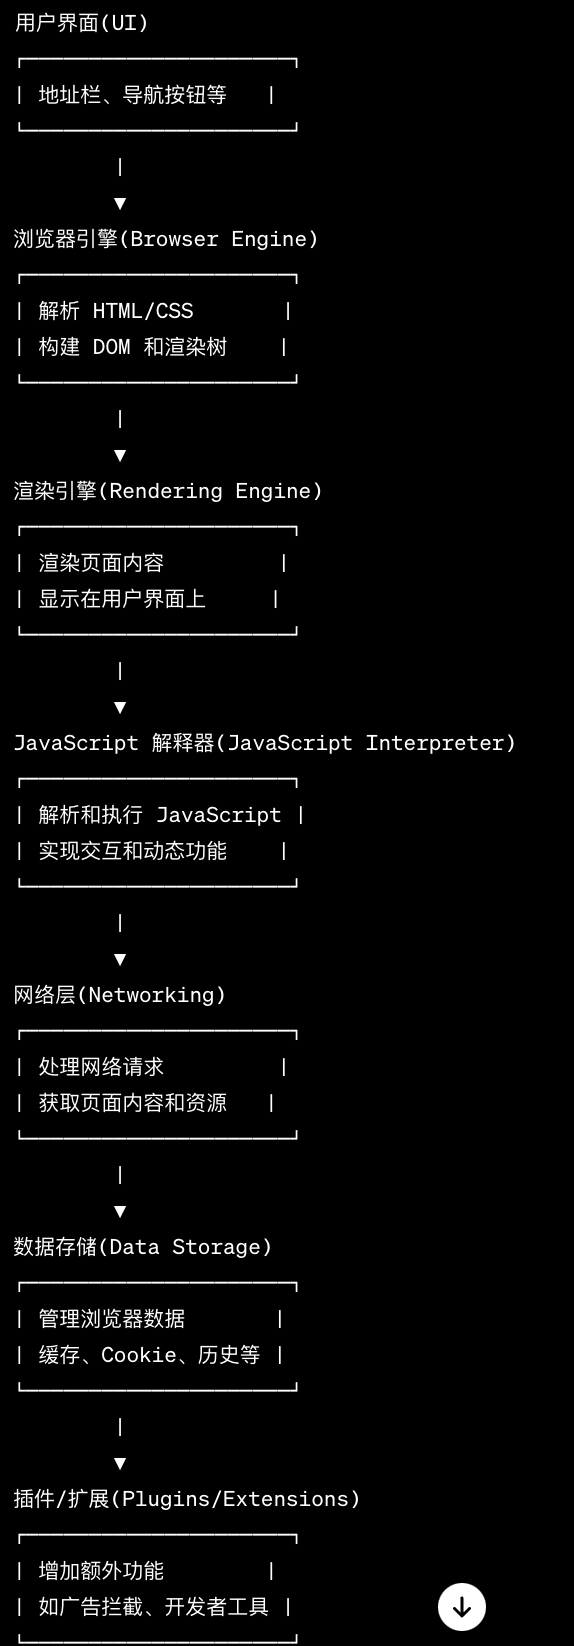 用户界面(UI)
┌─────────────────────┐
| 地址栏、导航按钮等   |
└─────────────────────┘
|
▼
浏览器引擎(Browser Engine)
┌─────────────────────┐
| 解析 HTML/CSS       |
| 构建 DOM 和渲染树    |
└─────────────────────┘
|
▼
渲染引擎(Rendering Engine)
┌─────────────────────┐
| 渲染页面内容         |
| 显示在用户界面上     |
└─────────────────────┘
|
▼
JavaScript 解释器(JavaScript Interpreter)
┌─────────────────────┐
| 解析和执行 JavaScript |
| 实现交互和动态功能    |
└─────────────────────┘
|
▼
网络层(Networking)
┌─────────────────────┐
| 处理网络请求         |
| 获取页面内容和资源   |
└─────────────────────┘
|
▼
数据存储(Data Storage)
┌─────────────────────┐
| 管理浏览器数据       |
| 缓存、Cookie、历史等 |
└─────────────────────┘
|
▼
插件/扩展(Plugins/Extensions)
┌─────────────────────┐
| 增加额外功能        |
| 如广告拦截、开发者工具 |
└─────────────────────┘